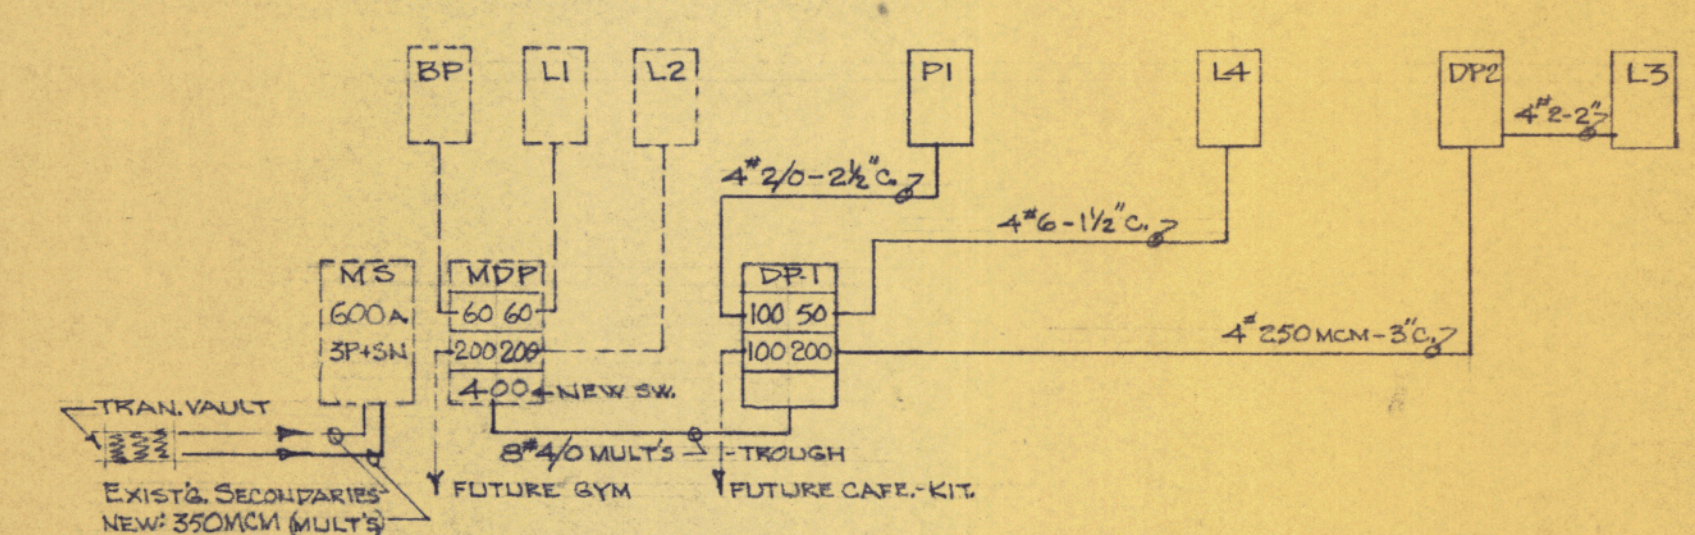 BP
L1
L2
P1
L4
DP2
L3
4#2-2"
4#2/0-2½"C.
4#6-1½"C.
MS
600A
3P+SN
MDP
60 60
200 200
400
NEW SW.
DP-1
100 50
100 200
4#250MCM-3"C.
TRAN. VAULT
8#4/0 MULT'S - TROUGH
EXIST'G. SECONDARIES
NEW: 350MCM (MULT'S)
FUTURE GYM
FUTURE CAFE.-KIT.